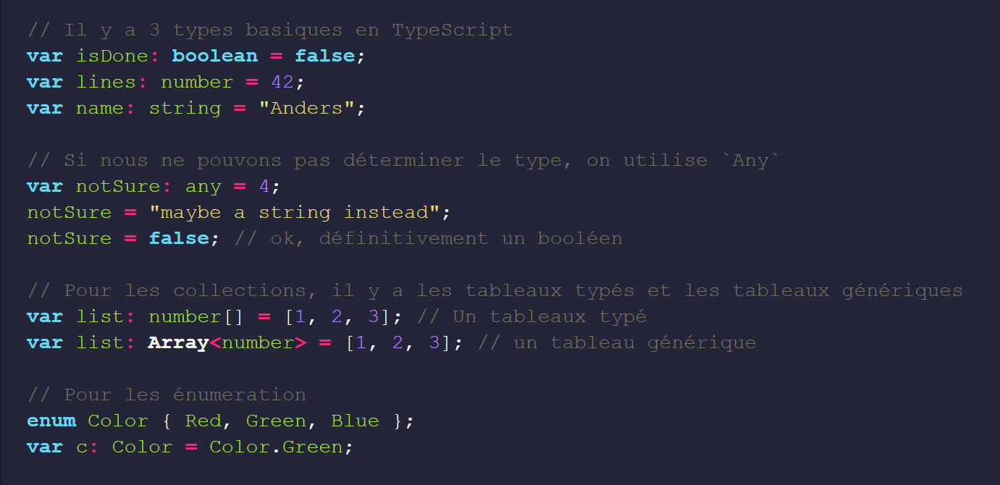 // Il y a 3 types basiques en TypeScript
var isDone: boolean = false;
var lines: number = 42;
var name: string = "Anders";
// Si nous ne pouvons pas déterminer le type, on utilise `Any`
var notSure: any = 4;
notSure = "maybe a string instead";
notSure = false; // ok, définitivement un booléen
// Pour les collections, il y a les tableaux typés et les tableaux génériques
var list: number[] = [1, 2, 3]; // Un tableaux typé
var list: Array<number> = [1, 2, 3]; // un tableau générique
// Pour les énumeration
enum Color { Red, Green, Blue };
var c: Color = Color.Green;